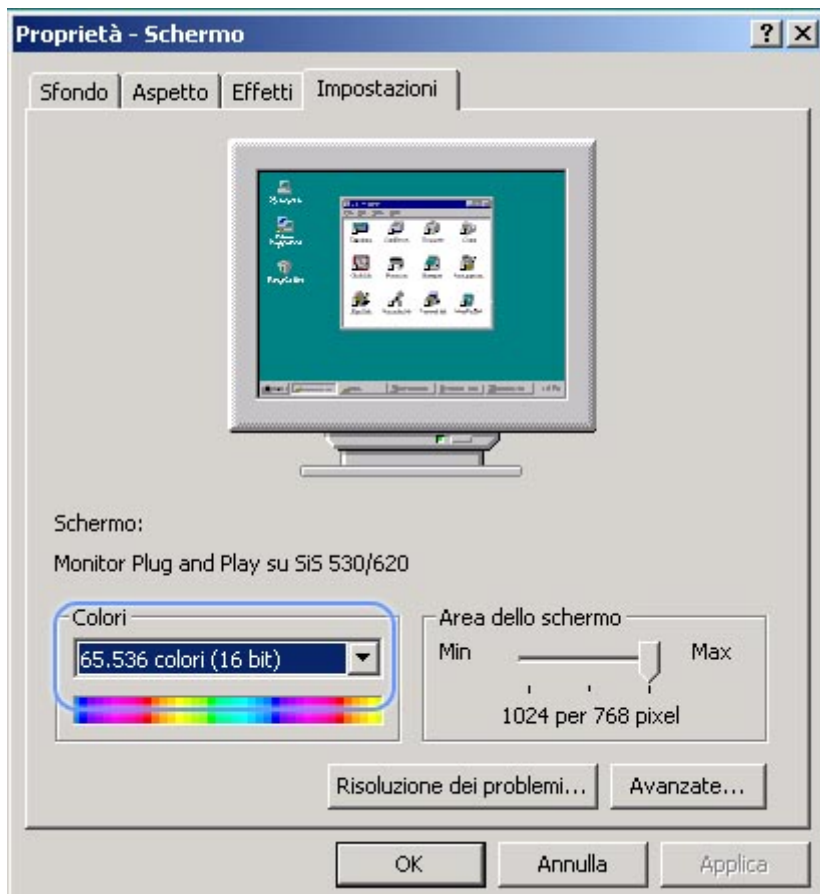 Proprietà - Schermo
Sfondo Aspetto Effetti Impostazioni
Schermo:
Monitor Plug and Play su SiS 530/620
Colori
65.536 colori (16 bit)
Area dello schermo
Min Max
1024 per 768 pixel
Risoluzione dei problemi... Avanzate...
OK Annulla Applica